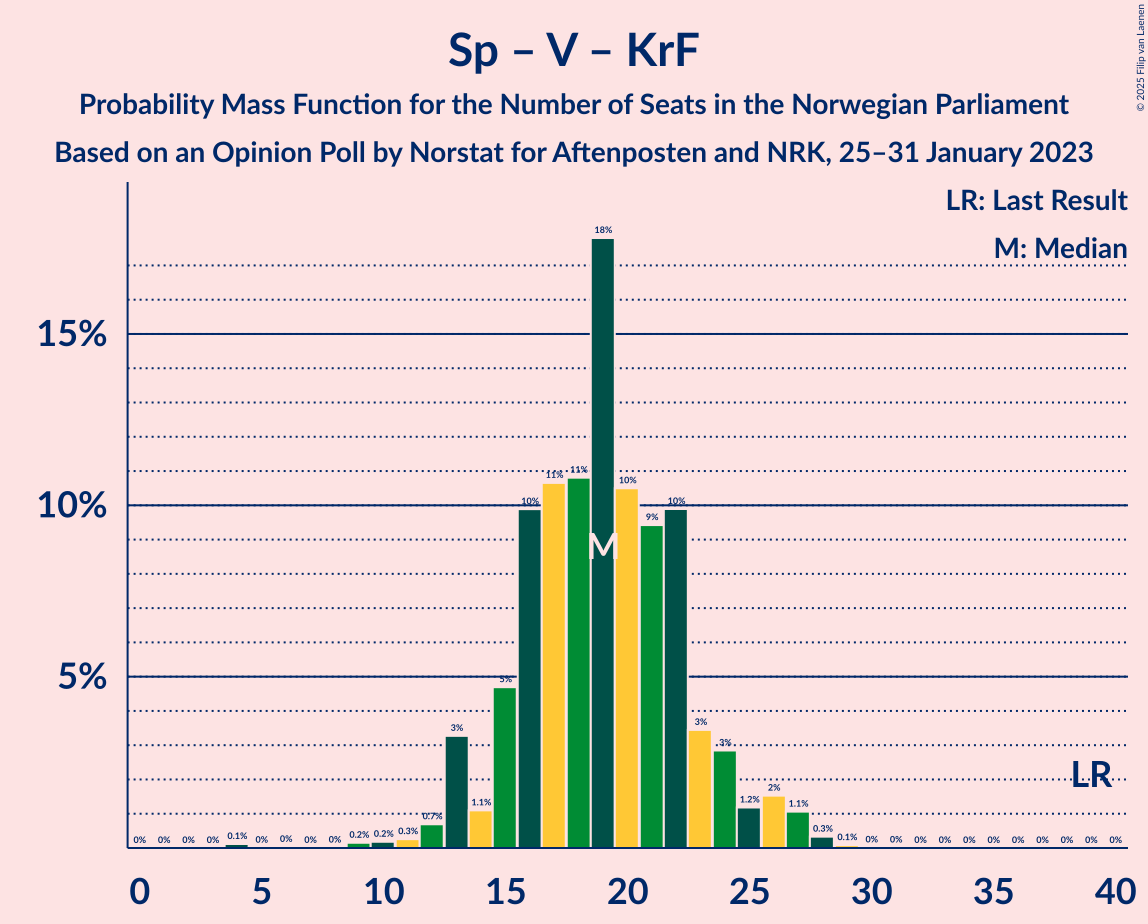 © 2025 Filip van Laenen
Sp – V – KrF
Probability Mass Function for the Number of Seats in the Norwegian Parliament
Based on an Opinion Poll by Norstat for Aftenposten and NRK, 25–31 January 2023
LR: Last Result
M: Median
15%
10%
5%
0% 0% 0% 0% 0.1% 0% 0% 0% 0% 0.2% 0.2% 0.3% 0.7% 3% 1.1% 5% 10% 11% 11% 18% 10% 9% 10% 3% 3% 1.2% 2% 1.1% 0.3% 0.1% 0% 0% 0% 0% 0% 0% 0% 0% 0% 0% 0%
M
LR
0 5 10 15 20 25 30 35 40